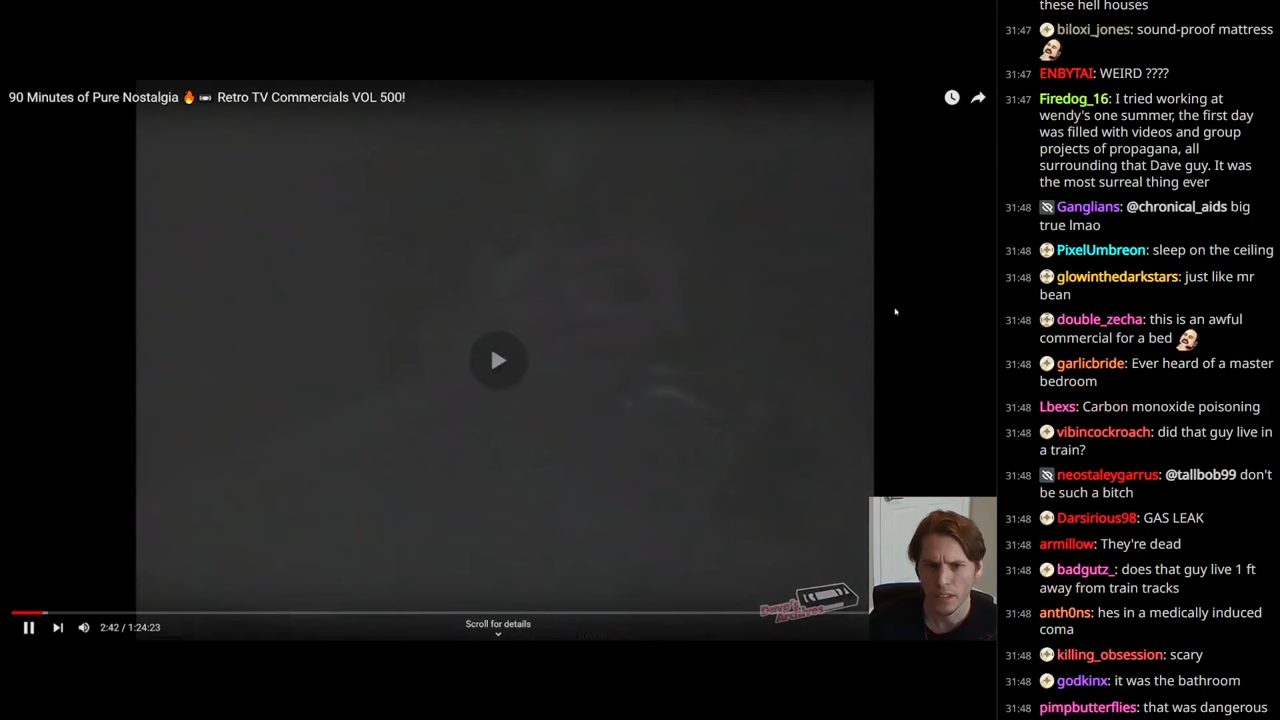 90 Minutes of Pure Nostalgia 🔥📼 Retro TV Commercials VOL 500!
Dave's
Archives
2:42 / 1:24:23
Scroll for details
these hell houses
31:47 biloxi_jones: sound-proof mattress
31:47 ENBYTAI: WEIRD ????
31:47 Firedog_16: I tried working at
wendy's one summer, the first day
was filled with videos and group
projects of propagana, all
surrounding that Dave guy. It was
the most surreal thing ever
31:48 Ganglians: @chronical_aids big
true lmao
31:48 PixelUmbreon: sleep on the ceiling
31:48 glowinthedarkstars: just like mr
bean
31:48 double_zecha: this is an awful
commercial for a bed
31:48 garlicbride: Ever heard of a master
bedroom
31:48 Lbexs: Carbon monoxide poisoning
31:48 vibincockroach: did that guy live in
a train?
31:48 neostaleygarrus: @tallbob99 don't
be such a bitch
31:48 Darsirious98: GAS LEAK
31:48 armillow: They're dead
31:48 badgutz_: does that guy live 1 ft
away from train tracks
31:48 anth0ns: hes in a medically induced
coma
31:48 killing_obsession: scary
31:48 godkinx: it was the bathroom
31:48 pimpbutterflies: that was dangerous